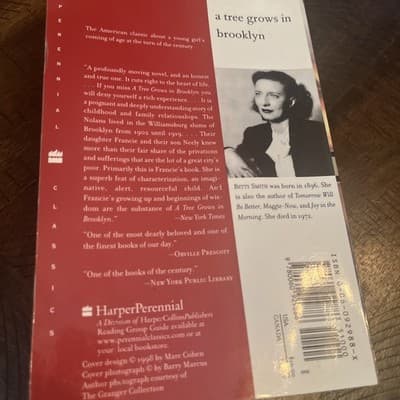 PERENNIAL
CLASSICS
The American classic about a young girl's
coming of age at the turn of the century
"A profoundly moving novel, and an honest
and true one. It cuts right to the heart of life.
. . . If you miss A Tree Grows in Brooklyn you
will deny yourself a rich experience. . . . It is
a poignant and deeply understanding story of
childhood and family relationships. The
Nolans lived in the Williamsburg slums of
Brooklyn from 1902 until 1919. . . . Their
daughter Francie and their son Neely knew
more than their fair share of the privations
and sufferings that are the lot of a great city's
poor. Primarily this is Francie's book. She is
a superb feat of characterization, an imagi-
native, alert, resourceful child. And
Francie's growing up and beginnings of wis-
dom are the substance of A Tree Grows in
Brooklyn."
—New York Times
"One of the most dearly beloved and one of
the finest books of our day."
—Orville Prescott
"One of the books of the century."
—New York Public Library
HarperPerennial
A Division of HarperCollinsPublishers
Reading Group Guide available at
www.perennialclassics.com or at
your local bookstore.
Cover design © 1998 by Marc Cohen
Cover photograph © by Barry Marcus
Author photograph courtesy of
The Granger Collection
a tree grows in
brooklyn
Betty Smith was born in 1896. She
is also the author of Tomorrow Will
Be Better, Maggie-Now, and Joy in the
Morning. She died in 1972.
USA
CANADA